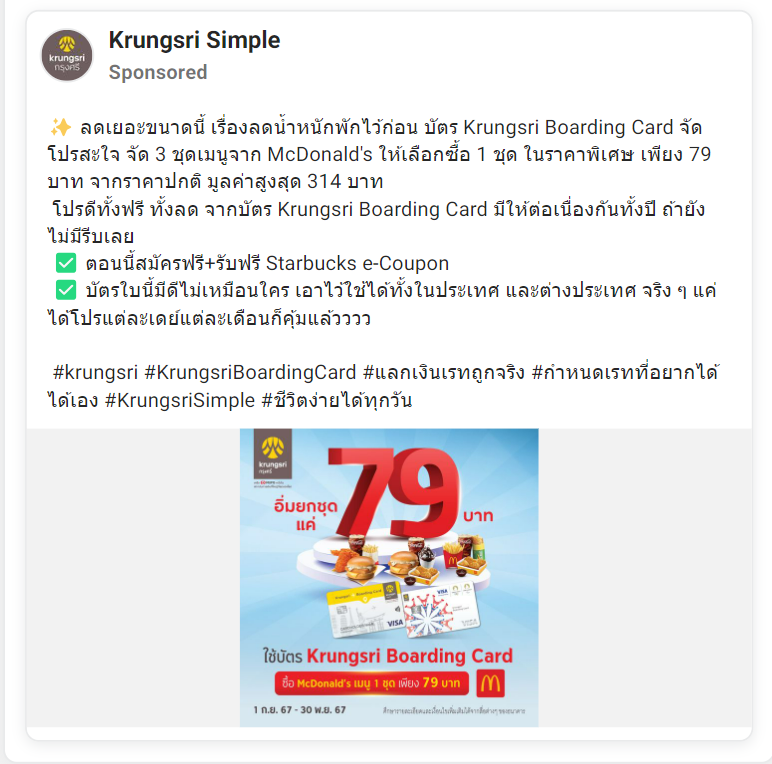 krungsri
กรุงศรี
Krungsri Simple
Sponsored
✨ ลดเยอะขนาดนี้ เรื่องลดน้ำหนักพักไว้ก่อน บัตร Krungsri Boarding Card จัด
โปรสะใจ จัด 3 ชุดเมนูจาก McDonald's ให้เลือกซื้อ 1 ชุด ในราคาพิเศษ เพียง 79
บาท จากราคาปกติ มูลค่าสูงสุด 314 บาท
โปรดีทั้งฟรี ทั้งลด จากบัตร Krungsri Boarding Card มีให้ต่อเนื่องกันทั้งปี ถ้ายัง
ไม่มีรีบเลย
✅ ตอนนี้สมัครฟรี+รับฟรี Starbucks e-Coupon
✅ บัตรใบนี้มีดีไม่เหมือนใคร เอาไว้ใช้ได้ทั้งในประเทศ และต่างประเทศ จริง ๆ แค่
ได้โปรแต่ละเดย์แต่ละเดือนก็คุ้มแล้วววว
#krungsri #KrungsriBoardingCard #แลกเงินเรทถูกจริง #กำหนดเรทที่อยากได้
ได้เอง #KrungsriSimple #ชีวิตง่ายได้ทุกวัน
krungsri
กรุงศรี
อิ่มยกชุด
แค่
79
บาท
Krungsri Boarding Card
VISA
VISA
ใช้บัตร Krungsri Boarding Card
ซื้อ McDonald's เมนู 1 ชุด เพียง 79 บาท
1 ก.ย. 67 - 30 พ.ย. 67